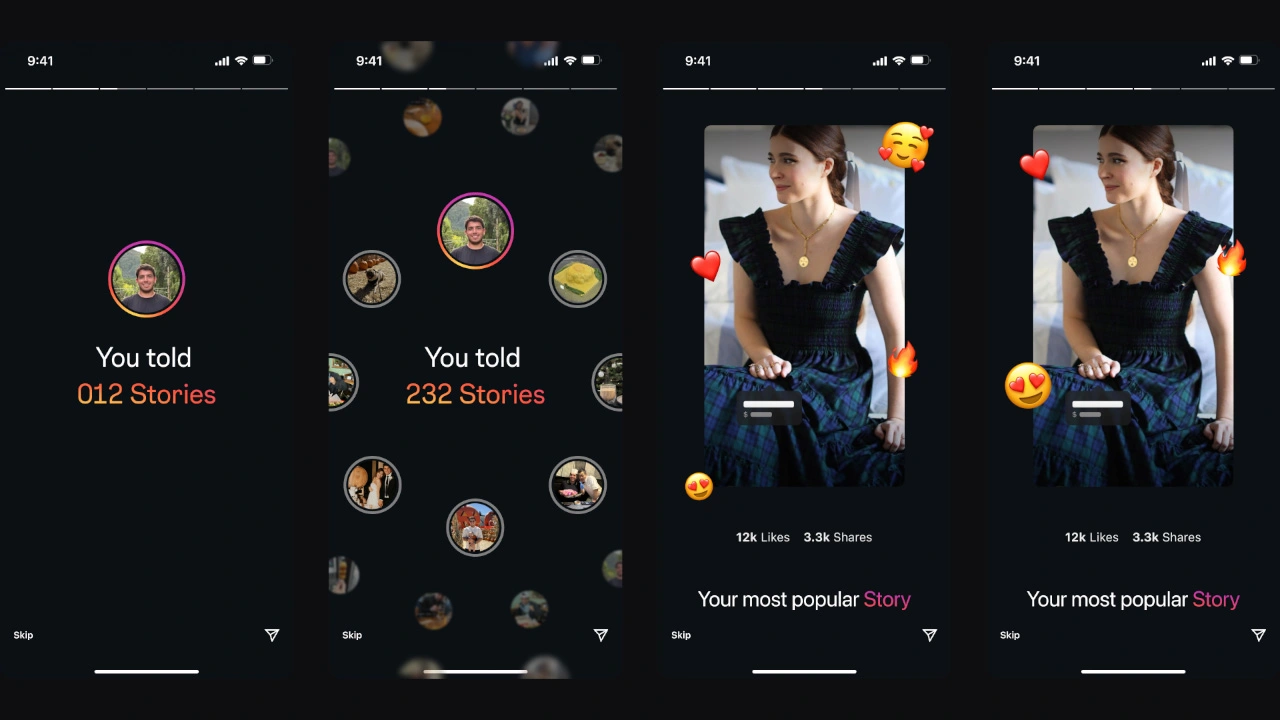 9:41
You told
012 Stories
Skip
9:41
You told
232 Stories
Skip
9:41
$
12k Likes 3.3k Shares
Your most popular Story
Skip
9:41
$
12k Likes 3.3k Shares
Your most popular Story
Skip